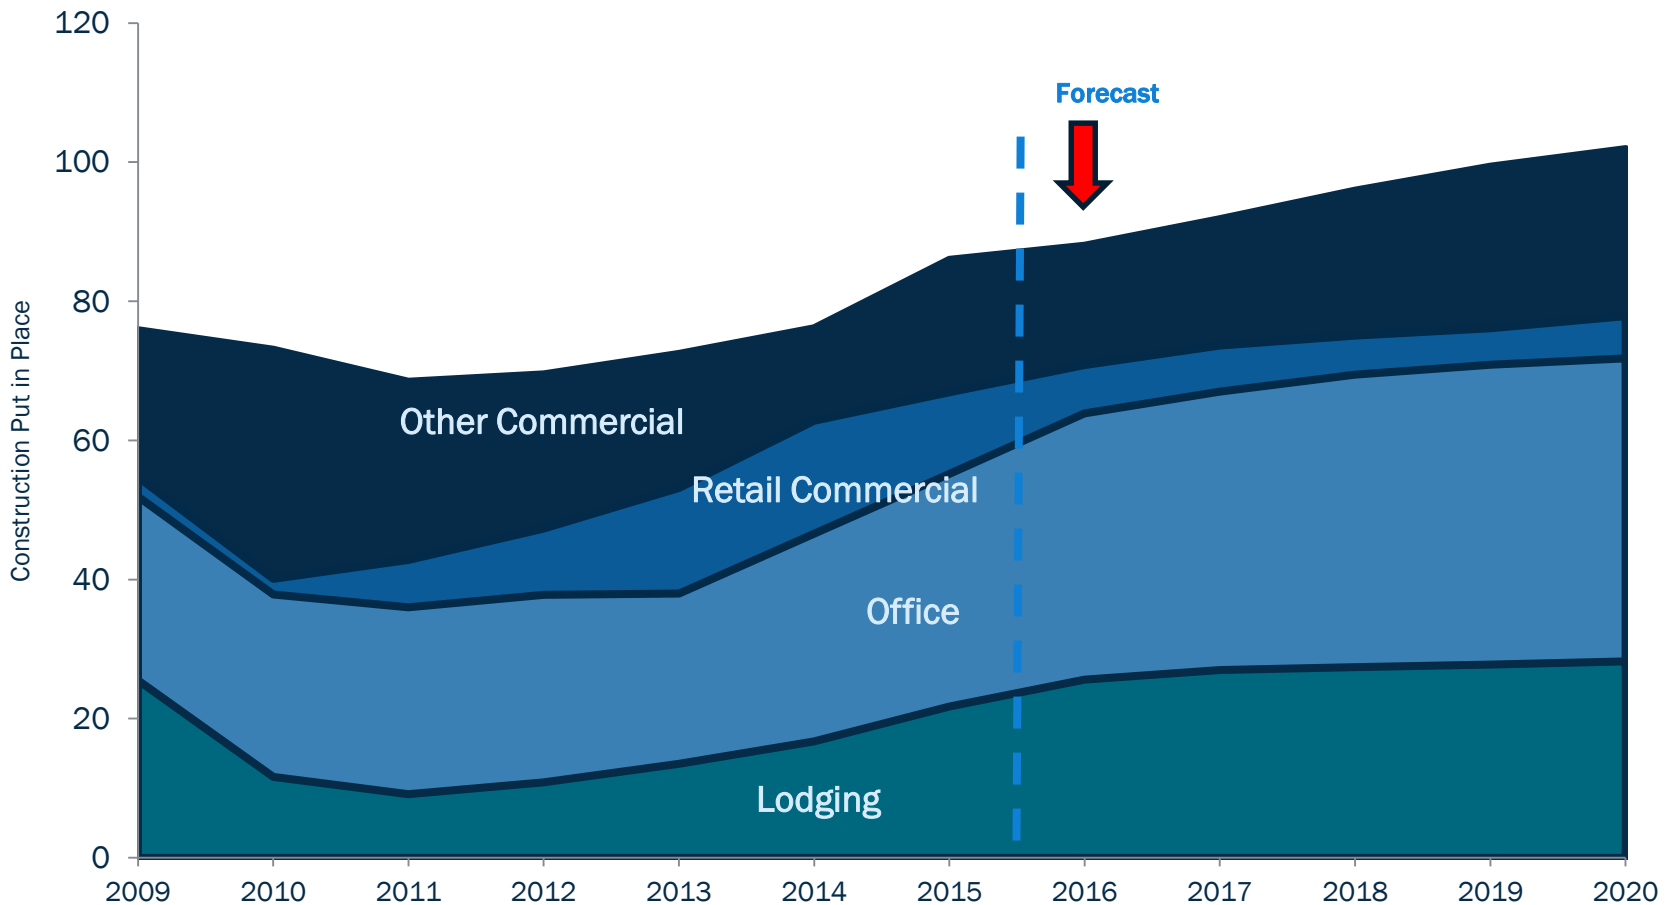 120
Forecast
100
80
Construction Put in Place
Other Commercial
60
Retail Commercial
40
Office
20
Lodging
0
2009 2010 2011 2012 2013 2014 2015 2016 2017 2018 2019 2020